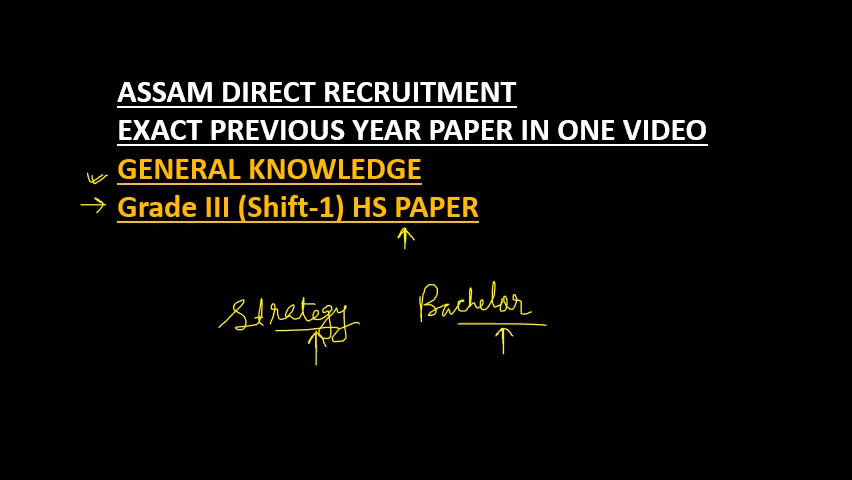 ASSAM DIRECT RECRUITMENT
EXACT PREVIOUS YEAR PAPER IN ONE VIDEO
GENERAL KNOWLEDGE
Grade III (Shift-1) HS PAPER
Strategy Bachelor